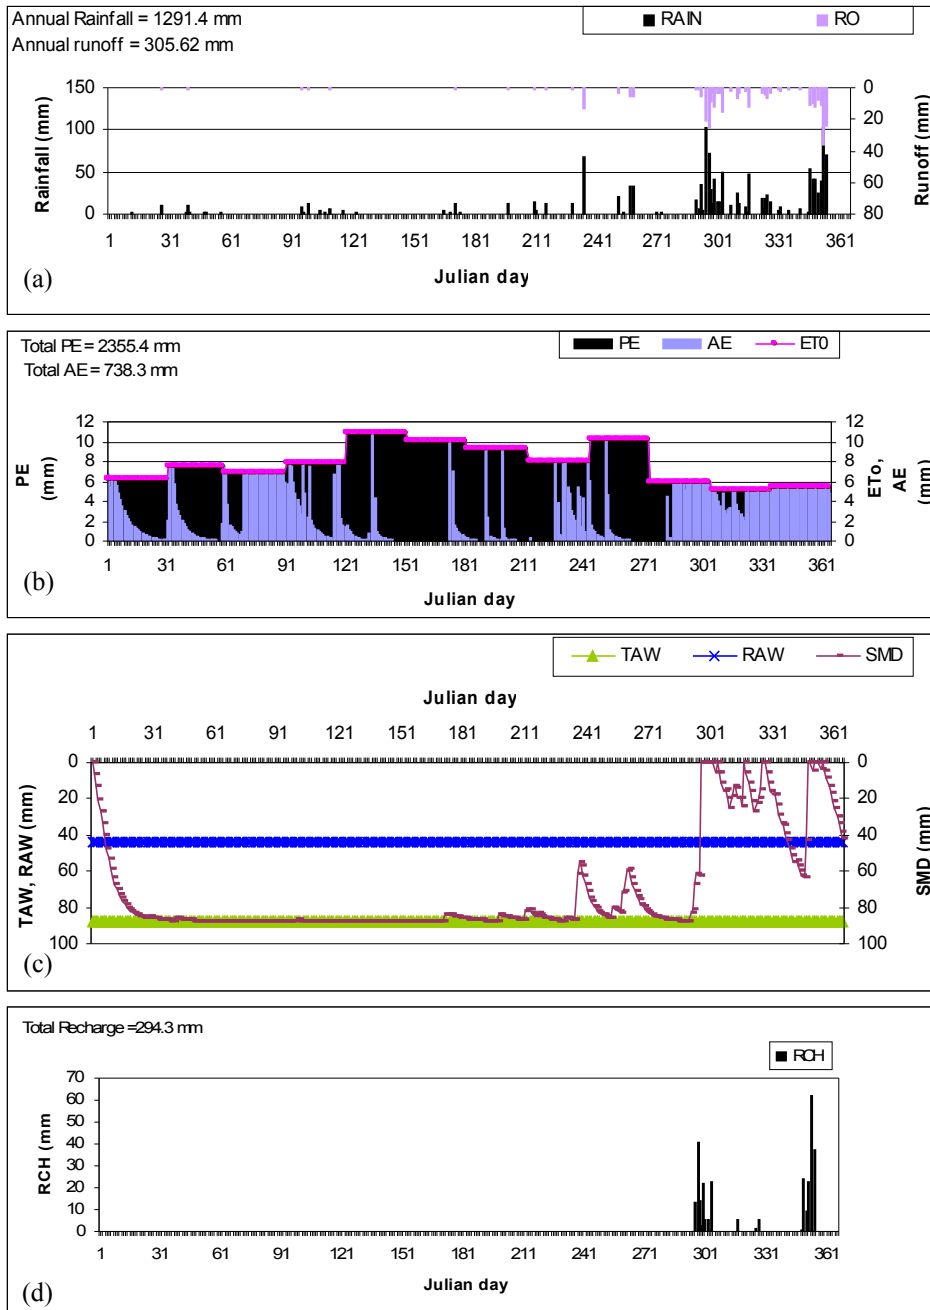 Annual Rainfall = 1291.4 mm
Annual runoff = 305.62 mm
RAIN RO
150 0
100 20
40
50 60
0 80
Rainfall (mm)
Runoff (mm)
1 31 61 91 121 151 181 211 241 271 301 331 361
Julian day
(a)
Total PE = 2355.4 mm
Total AE = 738.3 mm
PE AE ET0
12 12
10 10
8 8
6 6
4 4
2 2
0 0
PE (mm)
ETo, AE (mm)
1 31 61 91 121 151 181 211 241 271 301 331 361
Julian day
(b)
TAW RAW SMD
Julian day
1 31 61 91 121 151 181 211 241 271 301 331 361
0 0
20 20
40 40
60 60
80 80
100 100
TAW, RAW (mm)
SMD (mm)
(c)
Total Recharge =294.3 mm
RCH
70
60
50
40
30
20
10
0
RCH (mm
1 31 61 91 121 151 181 211 241 271 301 331 361
Julian day
(d)